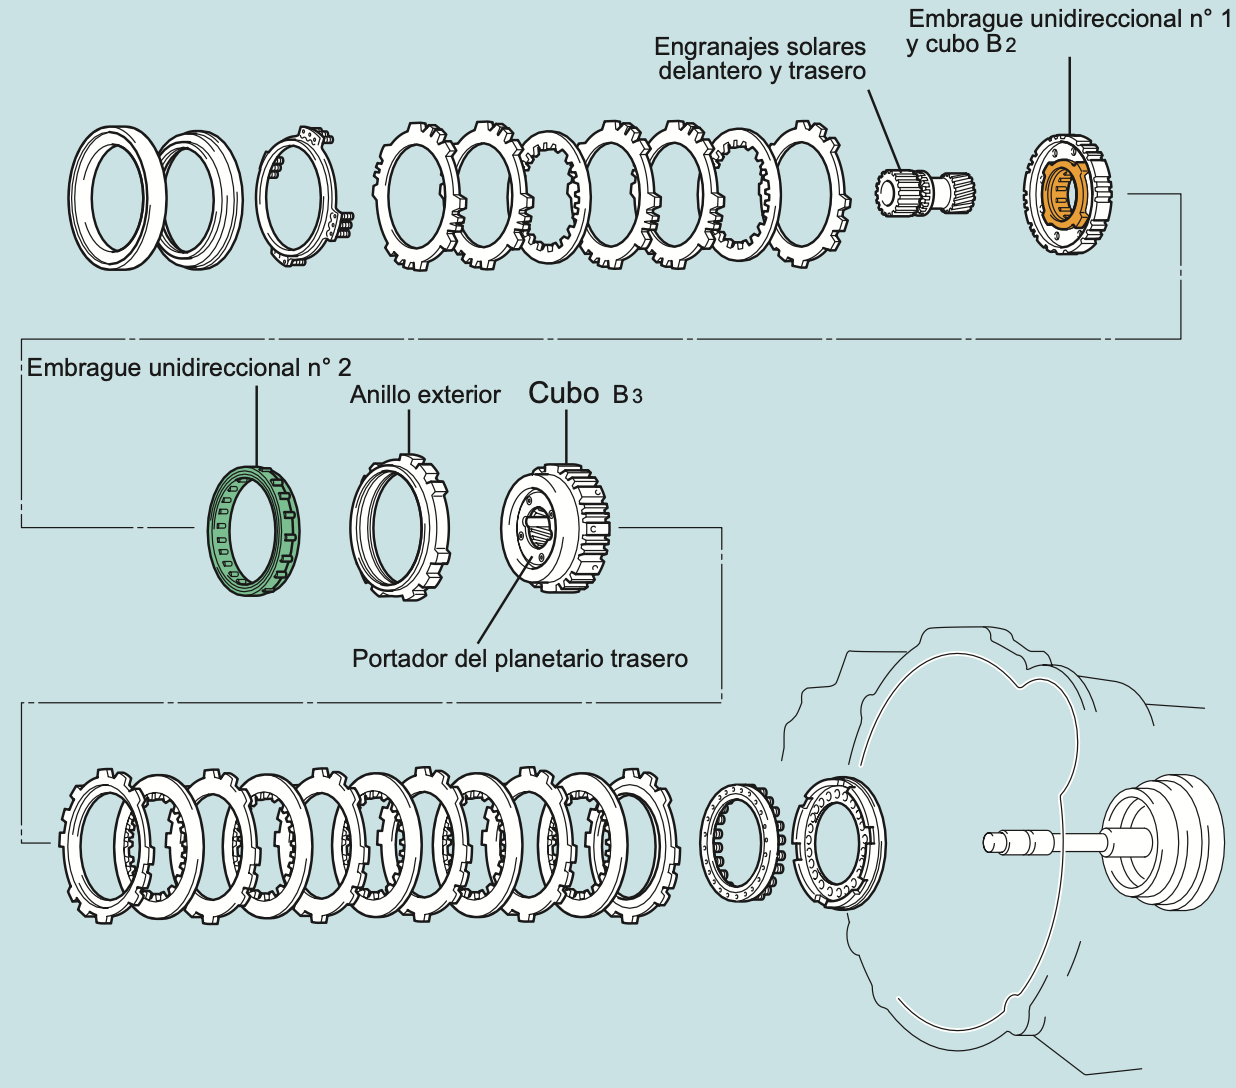 Embrague unidireccional n° 1
y cubo B2
Engranajes solares
delantero y trasero
Embrague unidireccional n° 2
Anillo exterior
Cubo B3
Portador del planetario trasero